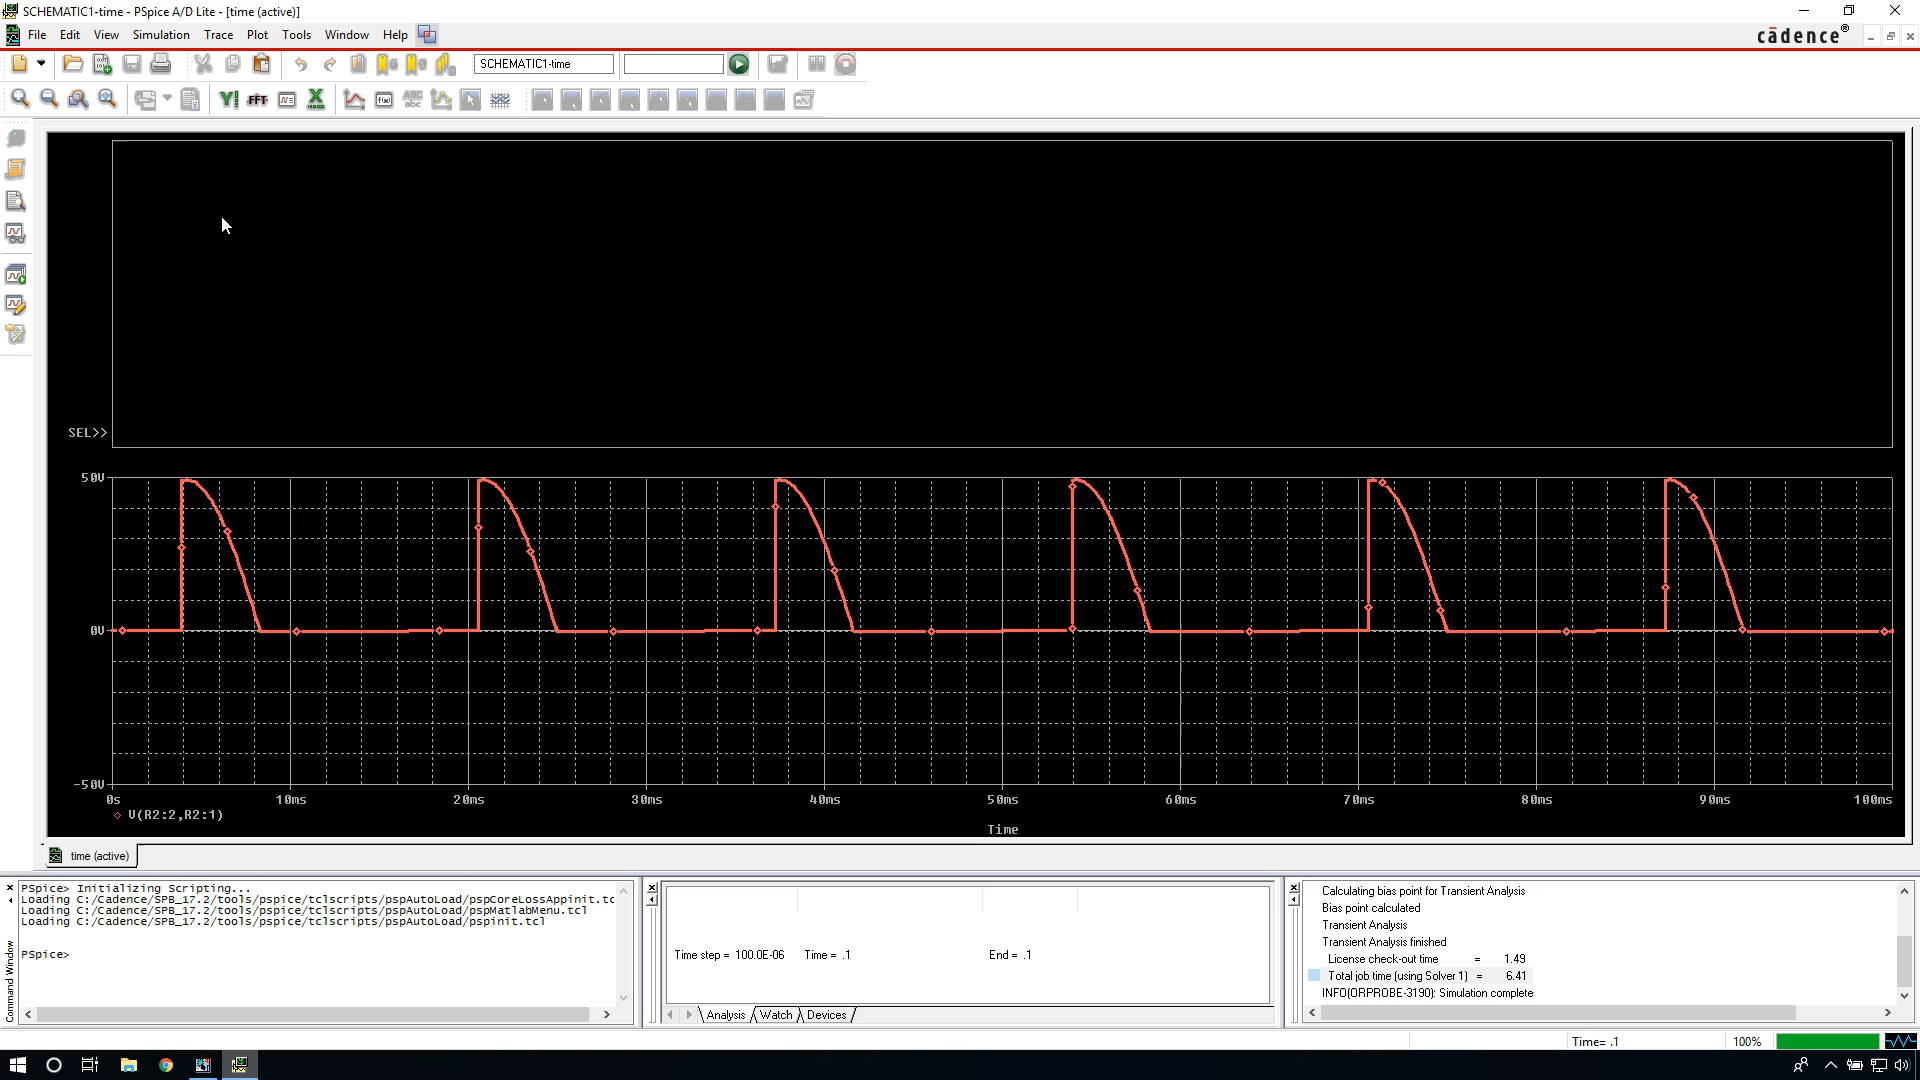 SCHEMATIC1-time - PSpice A/D Lite - [time (active)]
File Edit View Simulation Trace Plot Tools Window Help
cādence®
SCHEMATIC1-time
Y! FFT
SEL>>
50V
0V
-50V
0s 10ms 20ms 30ms 40ms 50ms 60ms 70ms 80ms 90ms 100ms
V(R2:2,R2:1)
Time
time (active)
Command Window
PSpice> Initializing Scripting...
Loading C:/Cadence/SPB_17.2/tools/pspice/tclscripts/pspAutoLoad/pspCoreLossAppinit.tc
Loading C:/Cadence/SPB_17.2/tools/pspice/tclscripts/pspAutoLoad/pspMatlabMenu.tcl
Loading C:/Cadence/SPB_17.2/tools/pspice/tclscripts/pspAutoLoad/pspinit.tcl
PSpice>
Time step = 100.0E-06 Time = .1 End = .1
Analysis Watch Devices
Calculating bias point for Transient Analysis
Bias point calculated
Transient Analysis
Transient Analysis finished
License check-out time = 1.49
Total job time (using Solver 1) = 6.41
INFO(ORPROBE-3190): Simulation complete
Time= .1 100%